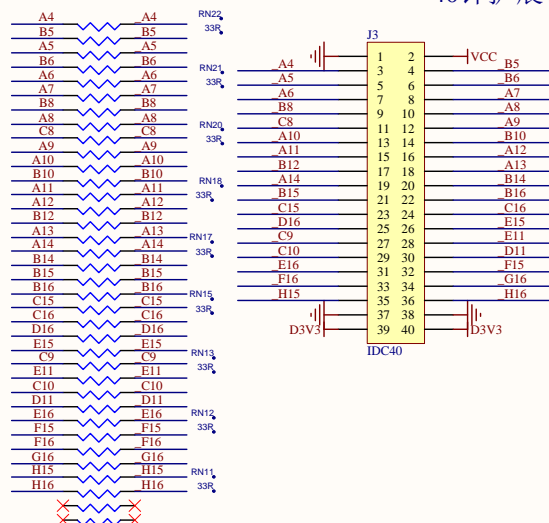 A4 _A4 RN22
B5 _B5 33R
A5 _A5
B6 _B6 RN21
A6 _A6 33R
A7 _A7
B8 _B8
A8 _A8 RN20
C8 _C8 33R
A9 _A9
A10 _A10
B10 _B10 RN18
A11 _A11 33R
A12 _A12
B12 _B12
A13 _A13 RN17
A14 _A14 33R
B14 _B14
B15 _B15
B16 _B16 RN15
C15 _C15 33R
C16 _C16
D16 _D16
E15 _E15 RN13
C9 _C9 33R
E11 _E11
C10 _C10
D11 _D11
E16 _E16 RN12
F15 _F15 33R
F16 _F16
G16 _G16
H15 _H15 RN11
H16 _H16 33R
J3
1 2 VCC
_A4 3 4 _B5
_A5 5 6 _B6
_A6 7 8 _A7
_B8 9 10 _A8
_C8 11 12 _A9
_A10 13 14 _B10
_A11 15 16 _A12
_B12 17 18 _A13
_A14 19 20 _B14
_B15 21 22 _B16
_C15 23 24 _C16
_D16 25 26 _E15
_C9 27 28 _E11
_C10 29 30 _D11
_E16 31 32 _F15
_F16 33 34 _G16
_H15 35 36 _H16
37 38
D3V3 39 40 D3V3
IDC40